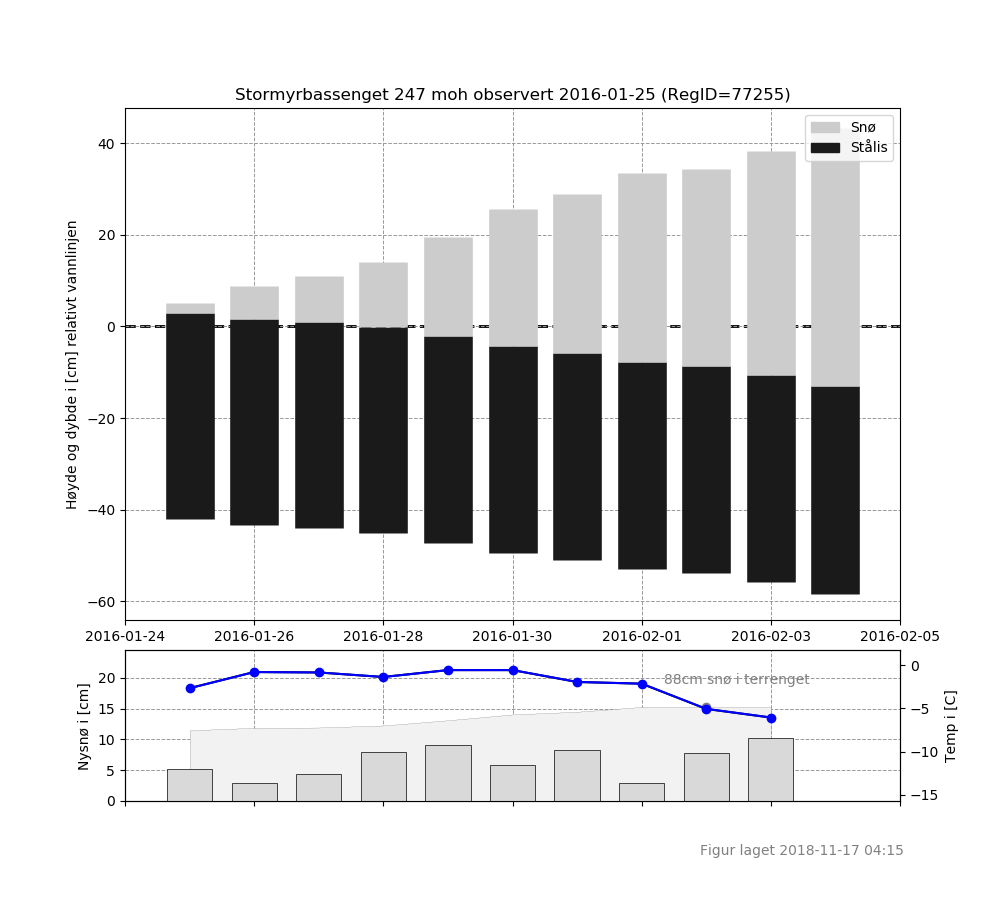 Stormyrbassenget 247 moh observert 2016-01-25 (RegID=77255)
Snø
Stålis
Høyde og dybde i [cm] relativt vannlinjen
40
20
0
−20
−40
−60
2016-01-24 2016-01-26 2016-01-28 2016-01-30 2016-02-01 2016-02-03 2016-02-05
Nysnø i [cm]
20
15
10
5
0
88cm snø i terrenget
0
−5
−10
−15
Temp i [C]
Figur laget 2018-11-17 04:15